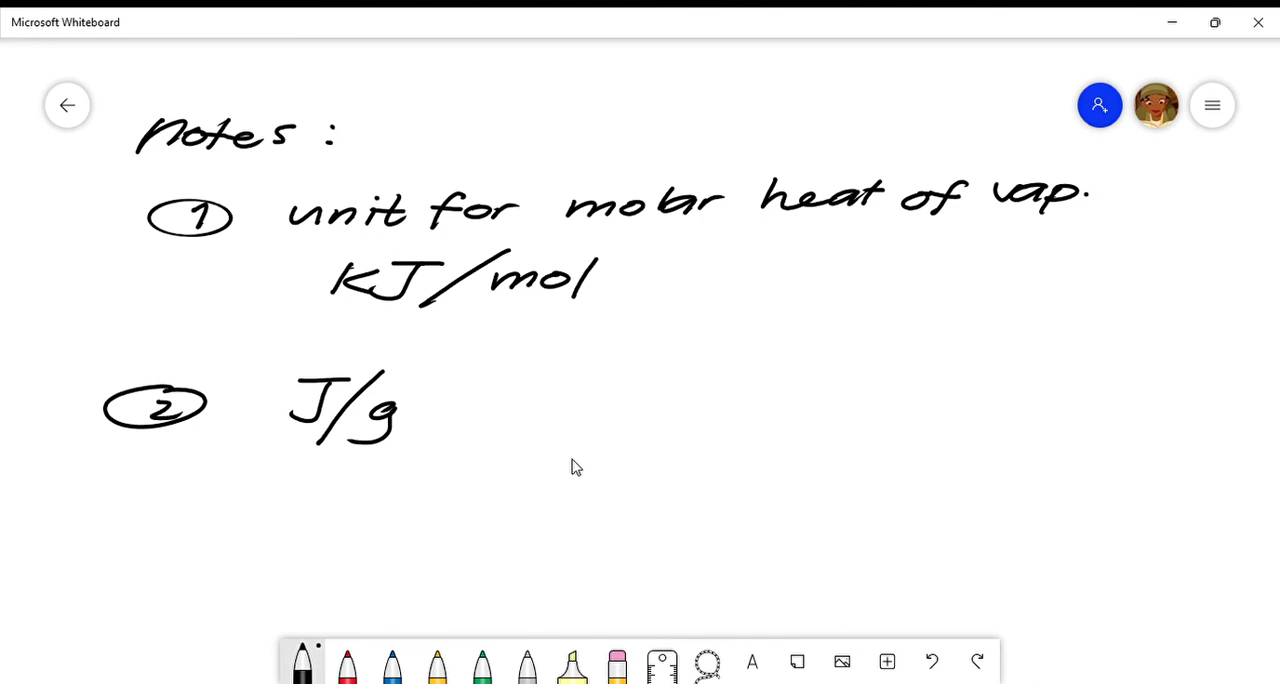 Microsoft Whiteboard
notes :
1 unit for molar heat of vap.
KJ/mol
2 J/g
A